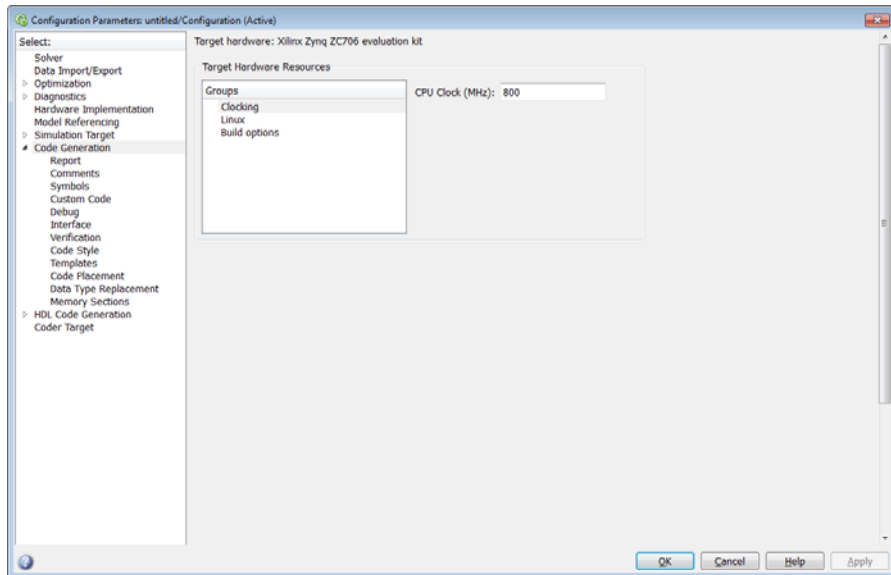 Configuration Parameters: untitled/Configuration (Active)
Select:
Solver
Data Import/Export
Optimization
Diagnostics
Hardware Implementation
Model Referencing
Simulation Target
Code Generation
Report
Comments
Symbols
Custom Code
Debug
Interface
Verification
Code Style
Templates
Code Placement
Data Type Replacement
Memory Sections
HDL Code Generation
Coder Target
Target hardware: Xilinx Zynq ZC706 evaluation kit
Target Hardware Resources
Groups
Clocking
Linux
Build options
CPU Clock (MHz): 800
OK Cancel Help Apply